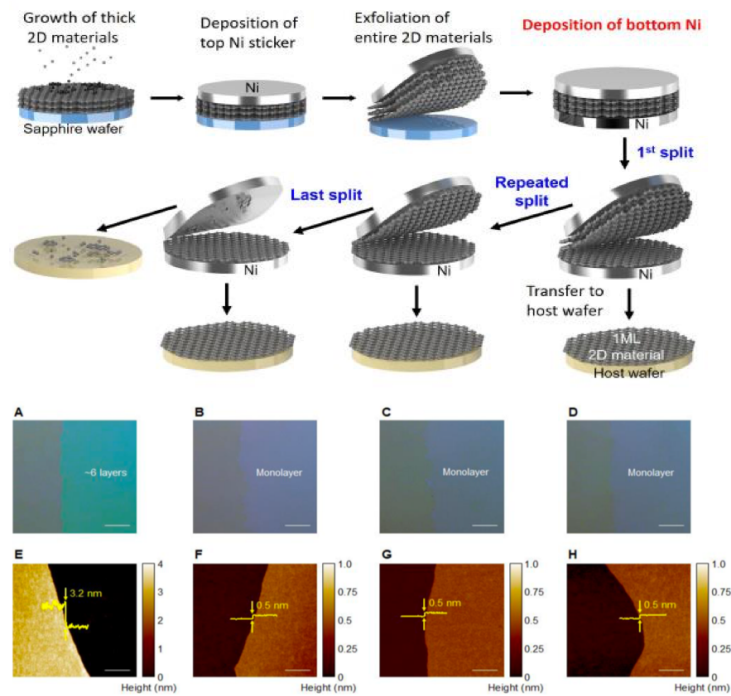 Growth of thick
2D materials
Deposition of
top Ni sticker
Exfoliation of
entire 2D materials
Deposition of bottom Ni
Ni
Sapphire wafer
Ni
1st split
Last split
Repeated
split
Ni
Ni
Ni
Transfer to
host wafer
1ML
2D material
Host wafer
A
B
C
D
~6 layers
Monolayer
Monolayer
Monolayer
E
F
G
H
3.2 nm
4
3
2
1
0
Height (nm)
0.5 nm
1.0
0.75
0.50
0.25
0
Height (nm)
0.5 nm
1.0
0.75
0.50
0.25
0
Height (nm)
0.5 nm
1.0
0.75
0.50
0.25
0
Height (nm)